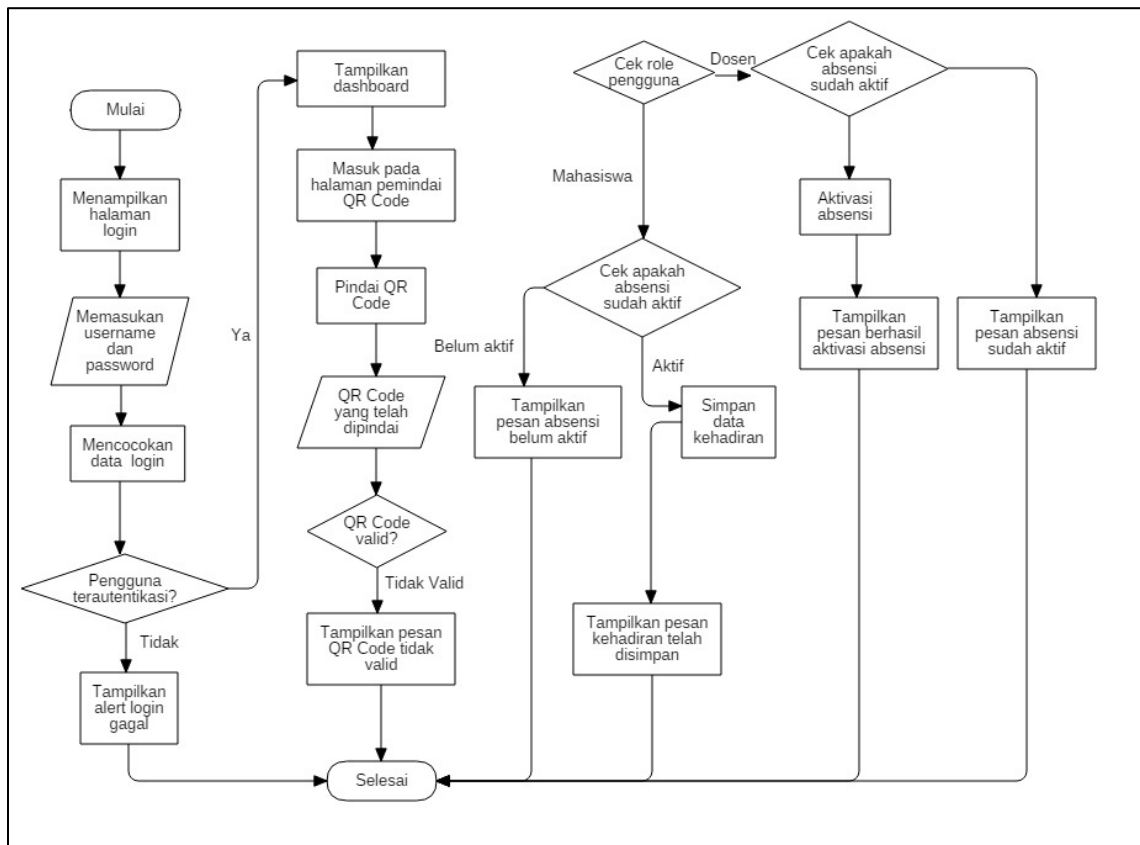 Mulai
Menampilkan
halaman
login
Memasukan
username
dan
password
Mencocokan
data login
Pengguna
terautentikasi?
Tidak
Tampilkan
alert login
gagal
Ya
Tampilkan
dashboard
Masuk pada
halaman pemindai
QR Code
Pindai QR
Code
QR Code
yang telah
dipindai
QR Code
valid?
Tidak Valid
Tampilkan pesan
QR Code tidak
valid
Selesai
Cek role
pengguna
Dosen
Cek apakah
absensi
sudah aktif
Mahasiswa
Aktivasi
absensi
Cek apakah
absensi
sudah aktif
Tampilkan
pesan berhasil
aktivasi absensi
Tampilkan
pesan absensi
sudah aktif
Belum aktif
Aktif
Tampilkan
pesan absensi
belum aktif
Simpan
data
kehadiran
Tampilkan pesan
kehadiran telah
disimpan